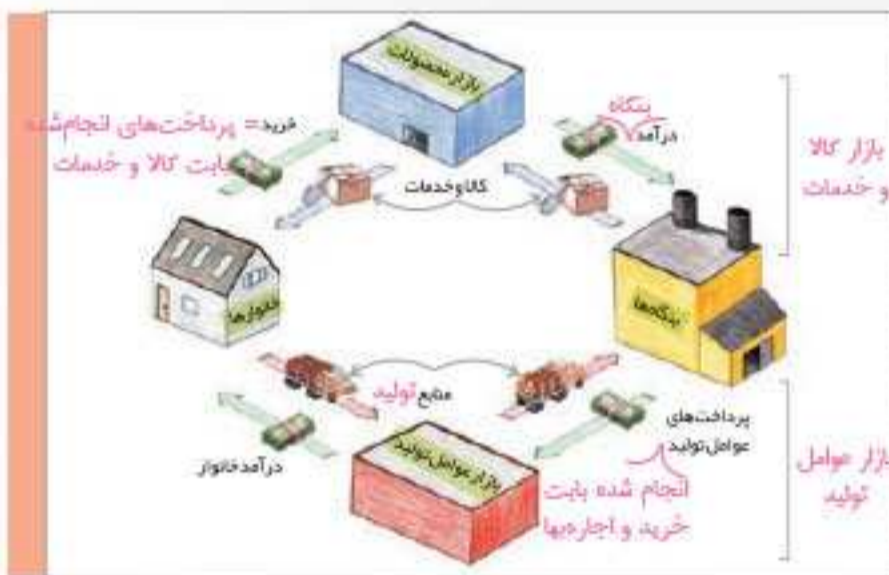 بازار محصولات
بنگاه
درآمد
خرید = پرداخت‌های انجام‌شده
بابت کالا و خدمات
بازار کالا
و خدمات
کالا و خدمات
خانوارها
بنگاه‌ها
منابع تولید
پرداخت‌های
عوامل تولید
درآمد خانوار
بازار عوامل تولید
انجام شده بابت
خرید و اجاره‌بها
بازار عوامل
تولید